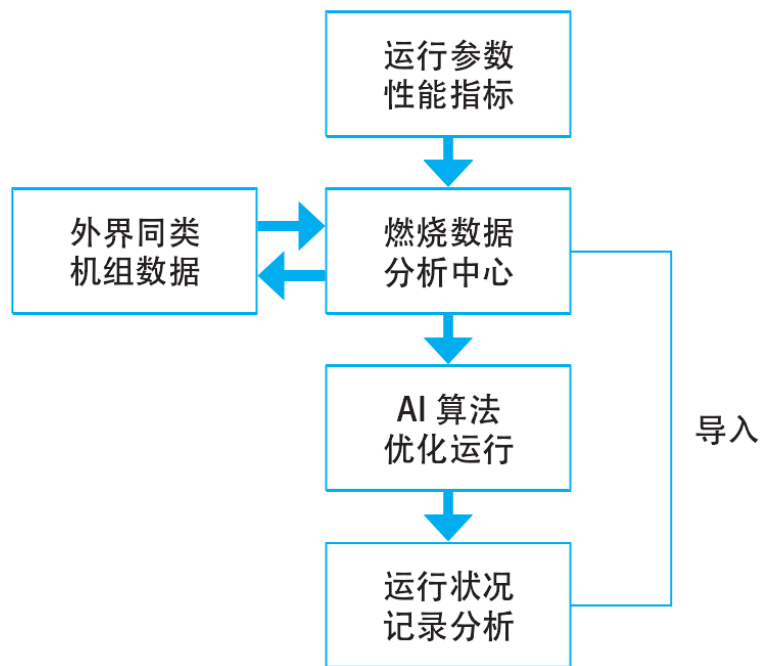 运行参数
性能指标
外界同类
机组数据
燃烧数据
分析中心
AI 算法
优化运行
导入
运行状况
记录分析